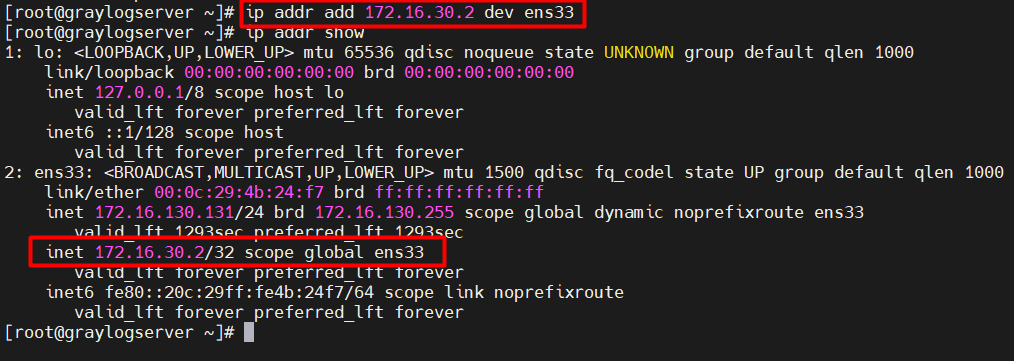 [root@graylogserver ~]# ip addr add 172.16.30.2 dev ens33
[root@graylogserver ~]# ip addr show
1: lo: <LOOPBACK,UP,LOWER_UP> mtu 65536 qdisc noqueue state UNKNOWN group default qlen 1000
    link/loopback 00:00:00:00:00:00 brd 00:00:00:00:00:00
    inet 127.0.0.1/8 scope host lo
       valid_lft forever preferred_lft forever
    inet6 ::1/128 scope host
       valid_lft forever preferred_lft forever
2: ens33: <BROADCAST,MULTICAST,UP,LOWER_UP> mtu 1500 qdisc fq_codel state UP group default qlen 1000
    link/ether 00:0c:29:4b:24:f7 brd ff:ff:ff:ff:ff:ff
    inet 172.16.130.131/24 brd 172.16.130.255 scope global dynamic noprefixroute ens33
       valid_lft 1293sec preferred_lft 1293sec
    inet 172.16.30.2/32 scope global ens33
       valid_lft forever preferred_lft forever
    inet6 fe80::20c:29ff:fe4b:24f7/64 scope link noprefixroute
       valid_lft forever preferred_lft forever
[root@graylogserver ~]#